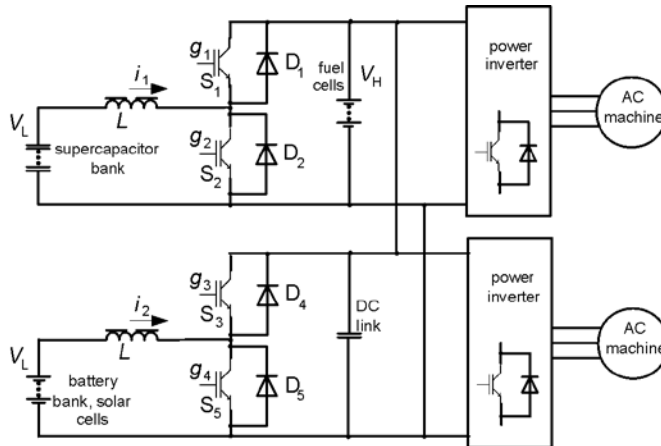 g1
S1
D1
fuel
cells
VH
power
inverter
AC
machine
i1
L
VL
supercapacitor
bank
g2
S2
D2
g3
S3
D4
DC
link
power
inverter
AC
machine
i2
L
VL
battery
bank, solar
cells
g4
S5
D5